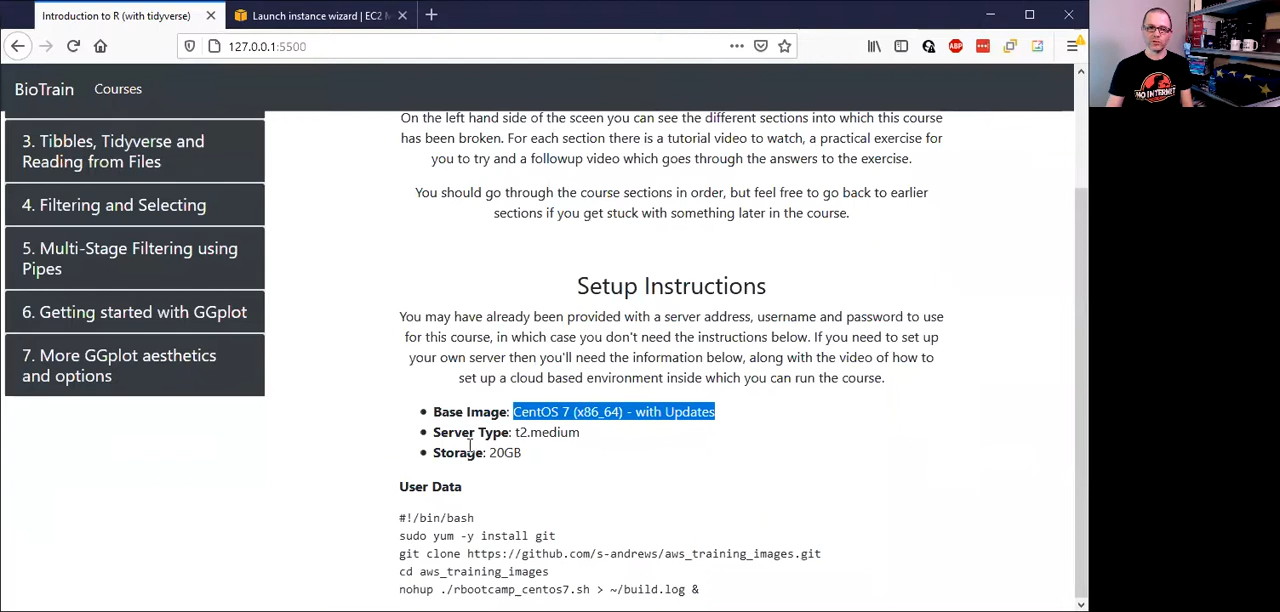 Introduction to R (with tidyverse)
Launch instance wizard | EC2 M
127.0.0.1:5500
ABP
BioTrain
Courses
3. Tibbles, Tidyverse and
Reading from Files
4. Filtering and Selecting
5. Multi-Stage Filtering using
Pipes
6. Getting started with GGplot
7. More GGplot aesthetics
and options
On the left hand side of the sceen you can see the different sections into which this course
has been broken. For each section there is a tutorial video to watch, a practical exercise for
you to try and a followup video which goes through the answers to the exercise.
You should go through the course sections in order, but feel free to go back to earlier
sections if you get stuck with something later in the course.
Setup Instructions
You may have already been provided with a server address, username and password to use
for this course, in which case you don't need the instructions below. If you need to set up
your own server then you'll need the information below, along with the video of how to
set up a cloud based environment inside which you can run the course.
Base Image: CentOS 7 (x86_64) - with Updates
Server Type: t2.medium
Storage: 20GB
User Data
#!/bin/bash
sudo yum -y install git
git clone https://github.com/s-andrews/aws_training_images.git
cd aws_training_images
nohup ./rbootcamp_centos7.sh > ~/build.log &
NO INTERNET